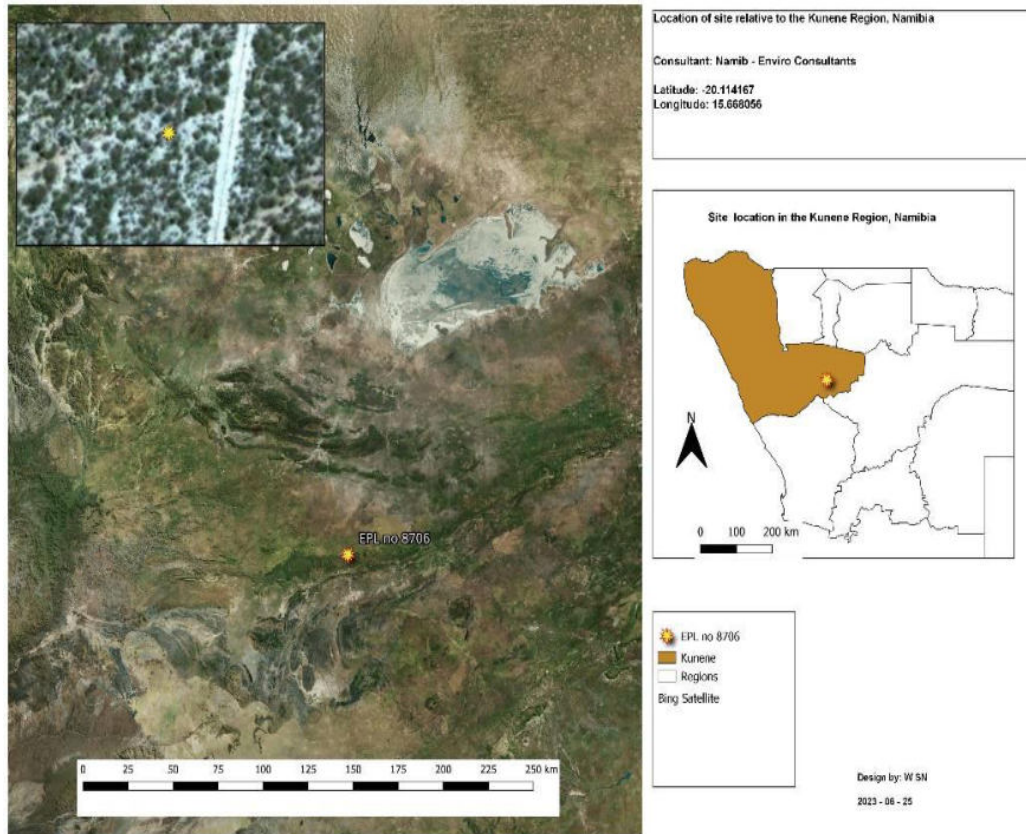 Location of site relative to the Kunene Region, Namibia
Consultant: Namib - Enviro Consultants
Latitude: -20.114167
Longitude: 15.668056
EPL no 8706
0 25 50 75 100 125 150 175 200 225 250 km
Site location in the Kunene Region, Namibia
N
0 100 200 km
EPL no 8706
Kunene
Regions
Bing Satellite
Design by: W SN
2023 - 06 - 25